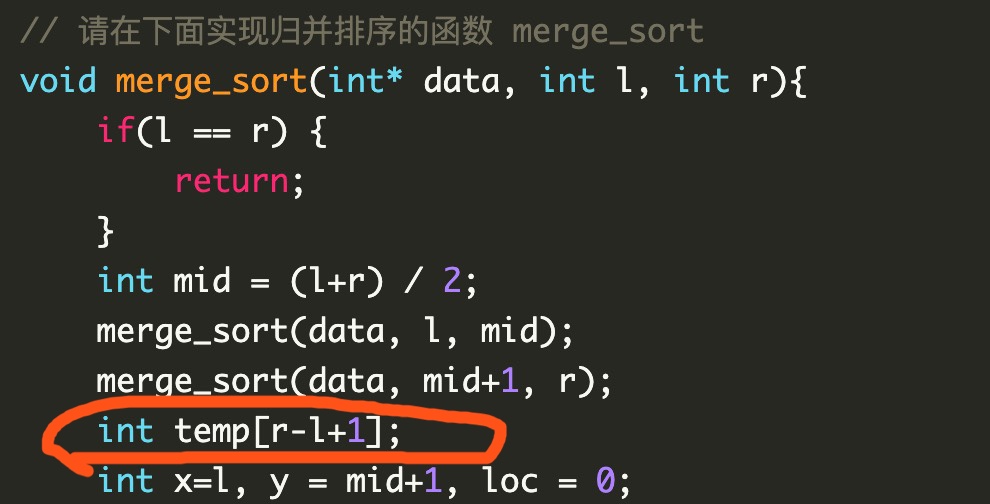 // 请在下面实现归并排序的函数 merge_sort
void merge_sort(int* data, int l, int r){
    if(l == r) {
        return;
    }
    int mid = (l+r) / 2;
    merge_sort(data, l, mid);
    merge_sort(data, mid+1, r);
    int temp[r-l+1];
    int x=l, y = mid+1, loc = 0;